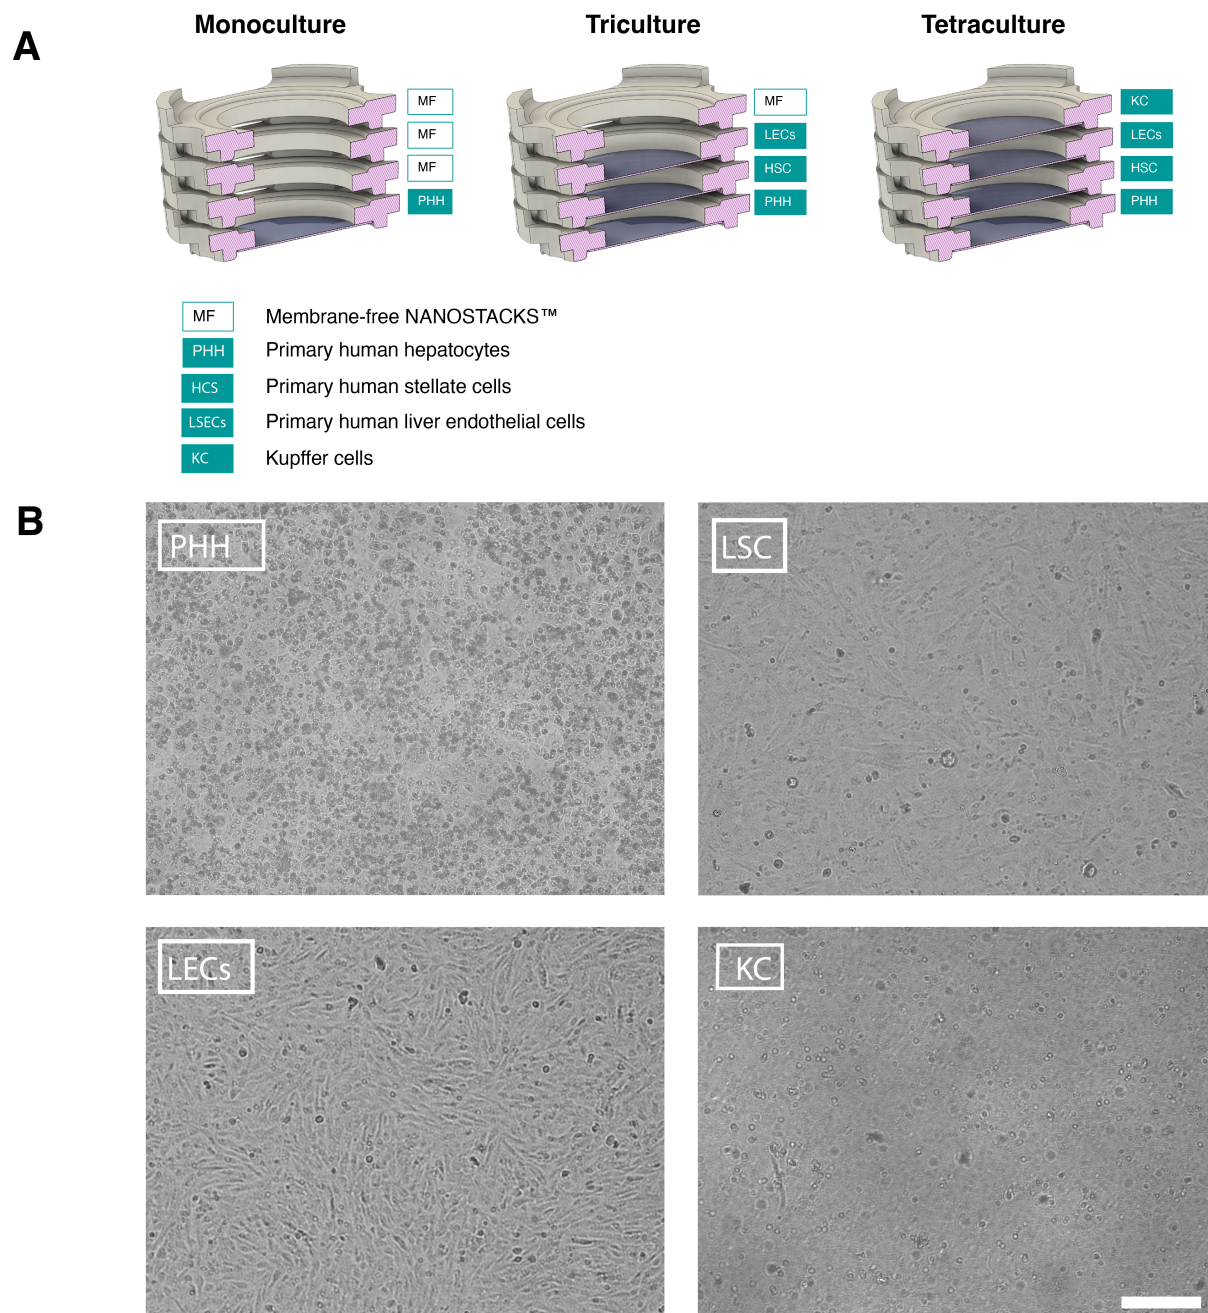 A
Monoculture
Triculture
Tetraculture
MF
MF
MF
PHH
MF
LECs
HSC
PHH
KC
LECs
HSC
PHH
MF Membrane-free NANOSTACKS™
PHH Primary human hepatocytes
HCS Primary human stellate cells
LSECs Primary human liver endothelial cells
KC Kupffer cells
B
PHH
LSC
LECs
KC